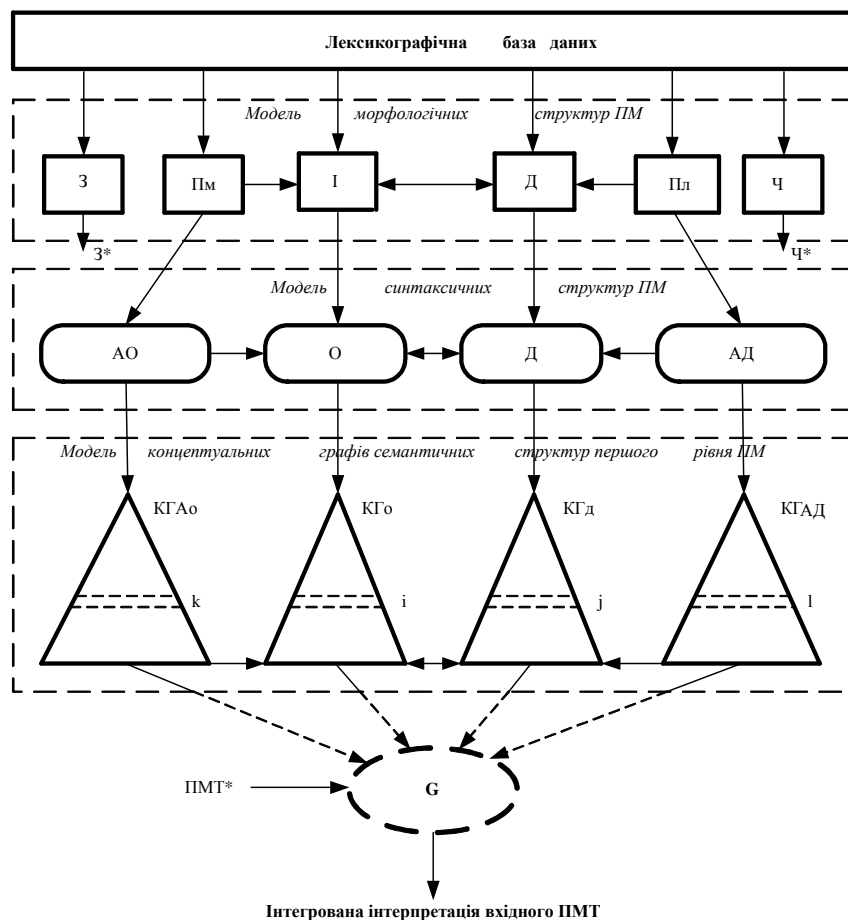 Лексикографічна база даних
Модель морфологічних структур ПМ
З Пм І Д Пл Ч
З* Ч*
Модель синтаксичних структур ПМ
АО О Д АД
Модель концептуальних графів семантичних структур першого рівня ПМ
КГАо КГо КГд КГАД
k i j l
ПМТ* G
Інтегрована інтерпретація вхідного ПМТ